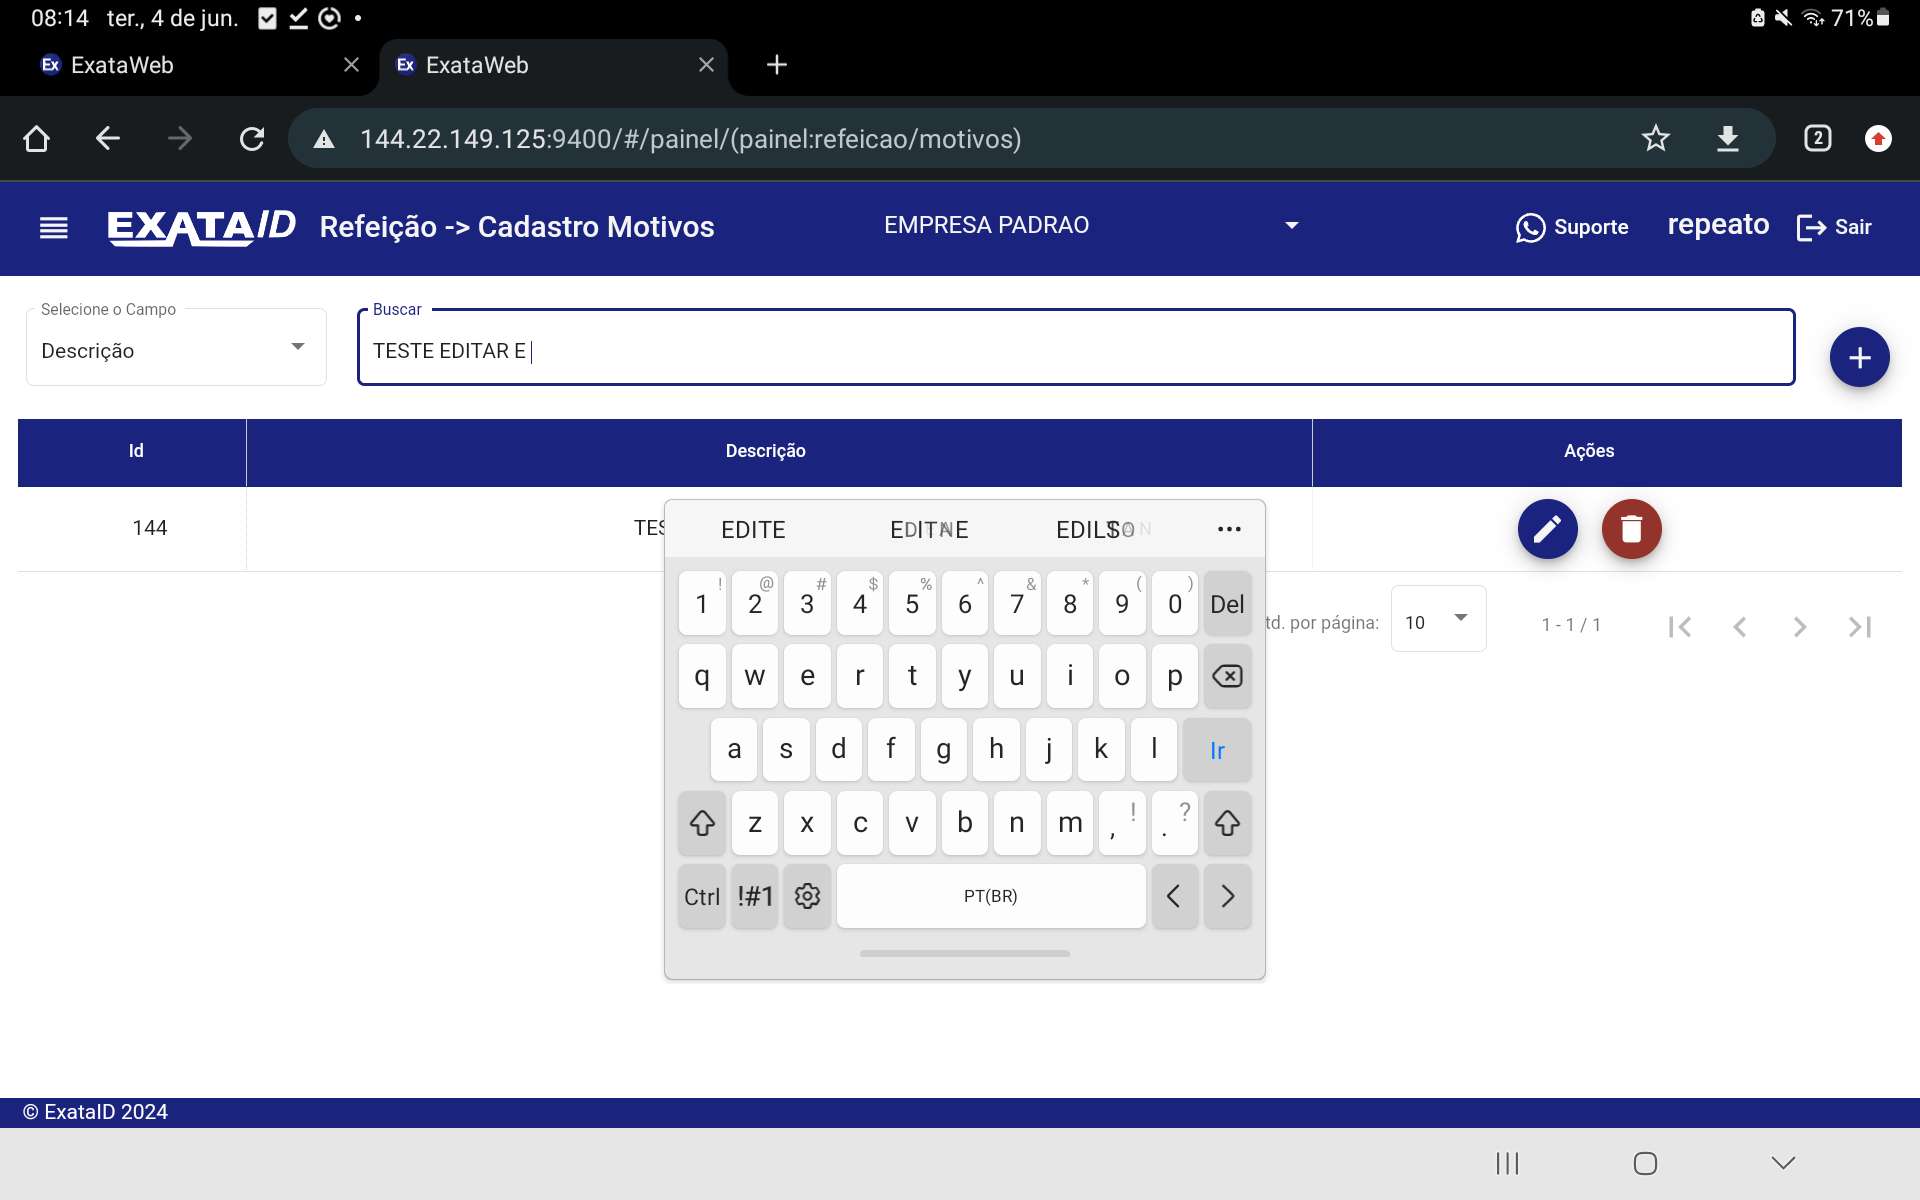 08:14 ter., 4 de jun. 71%
Ex ExataWeb Ex ExataWeb
144.22.149.125:9400/#/painel/(painel:refeicao/motivos) 2
EXATAID Refeição -> Cadastro Motivos EMPRESA PADRAO Suporte repeato Sair
Selecione o Campo Buscar
Descrição TESTE EDITAR E
Id Descrição Ações
144 TES
EDITE
! @ # $ % ^ & * ( )
1 2 3 4 5 6 7 8 9 0 Del
td. por página: 10 1 - 1 / 1
q w e r t y u i o p
a s d f g h j k l Ir
! ?
z x c v b n m , .
Ctrl !#1 PT(BR) < >
© ExataID 2024